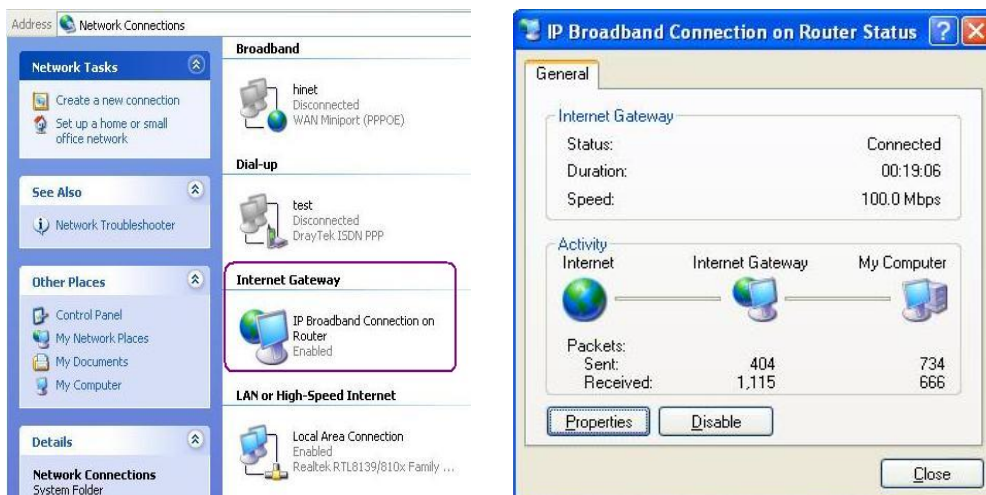 Address Network Connections
Network Tasks
Create a new connection
Set up a home or small
office network
See Also
Network Troubleshooter
Other Places
Control Panel
My Network Places
My Documents
My Computer
Details
Network Connections
System Folder
Broadband
hinet
Disconnected
WAN Miniport (PPPOE)
Dial-up
test
Disconnected
DrayTek ISDN PPP
Internet Gateway
IP Broadband Connection on
Router
Enabled
LAN or High-Speed Internet
Local Area Connection
Enabled
Realtek RTL8139/810x Family ...
IP Broadband Connection on Router Status
General
Internet Gateway
Status: Connected
Duration: 00:19:06
Speed: 100.0 Mbps
Activity
Internet Internet Gateway My Computer
Packets:
Sent: 404 734
Received: 1,115 666
Properties Disable
Close